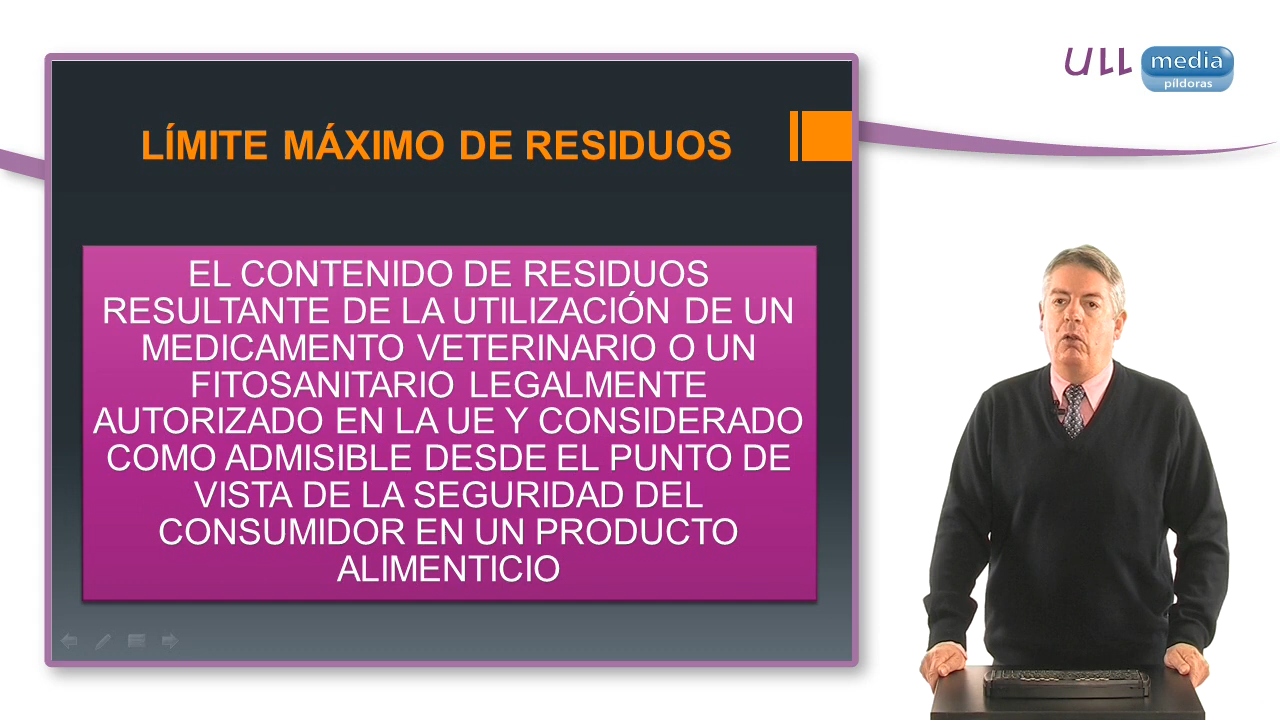 ULL media
píldoras
LÍMITE MÁXIMO DE RESIDUOS
EL CONTENIDO DE RESIDUOS
RESULTANTE DE LA UTILIZACIÓN DE UN
MEDICAMENTO VETERINARIO O UN
FITOSANITARIO LEGALMENTE
AUTORIZADO EN LA UE Y CONSIDERADO
COMO ADMISIBLE DESDE EL PUNTO DE
VISTA DE LA SEGURIDAD DEL
CONSUMIDOR EN UN PRODUCTO
ALIMENTICIO